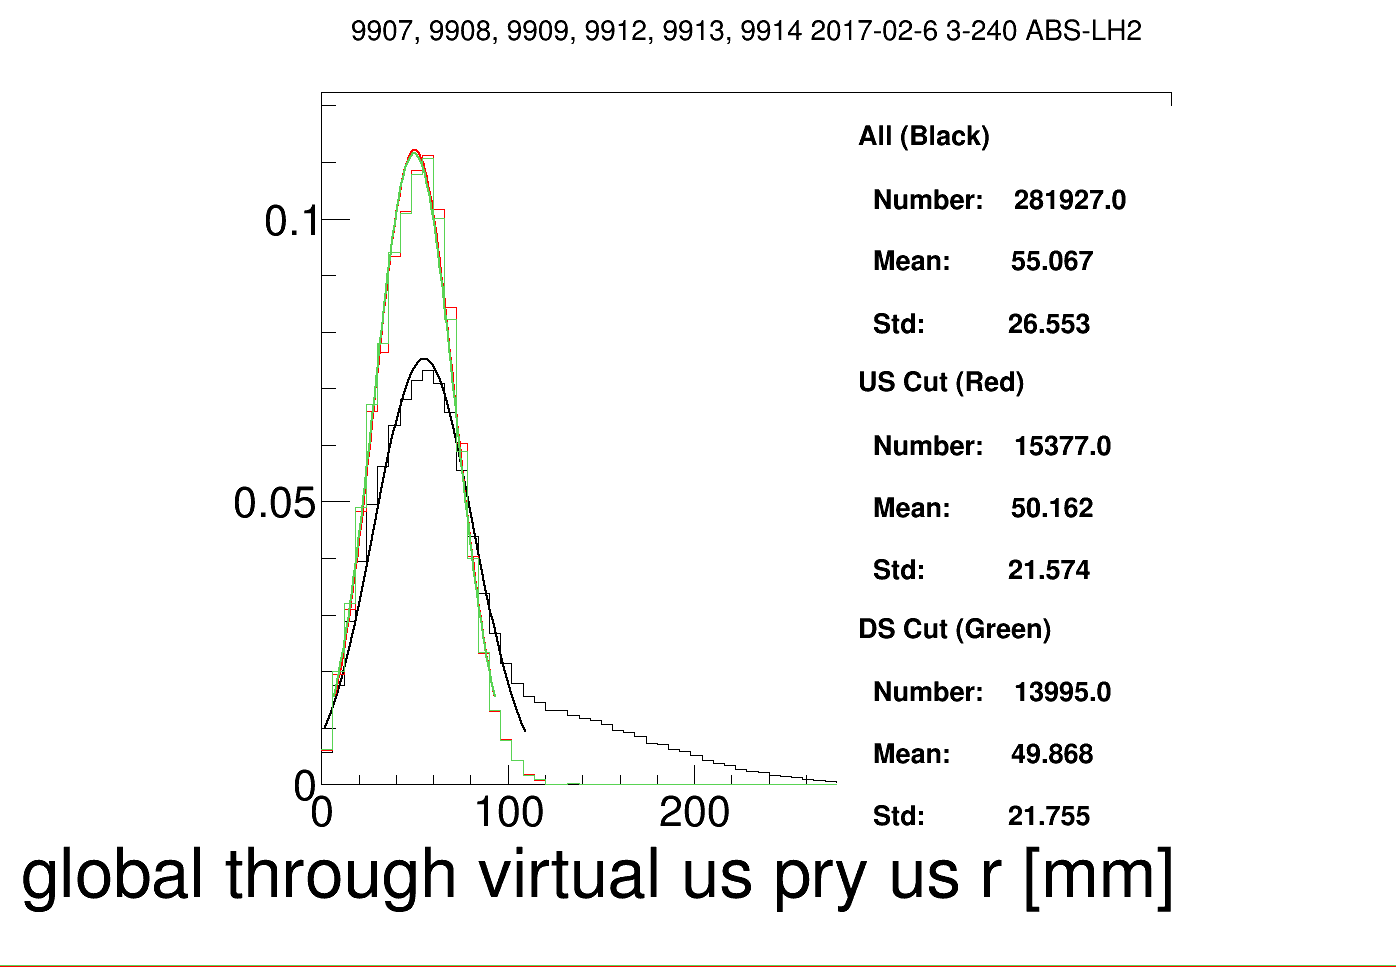 9907, 9908, 9909, 9912, 9913, 9914 2017-02-6 3-240 ABS-LH2
All (Black)
Number: 281927.0
Mean: 55.067
Std: 26.553
US Cut (Red)
Number: 15377.0
Mean: 50.162
Std: 21.574
DS Cut (Green)
Number: 13995.0
Mean: 49.868
Std: 21.755
0.1
0.05
0
0 100 200
global through virtual us pry us r [mm]